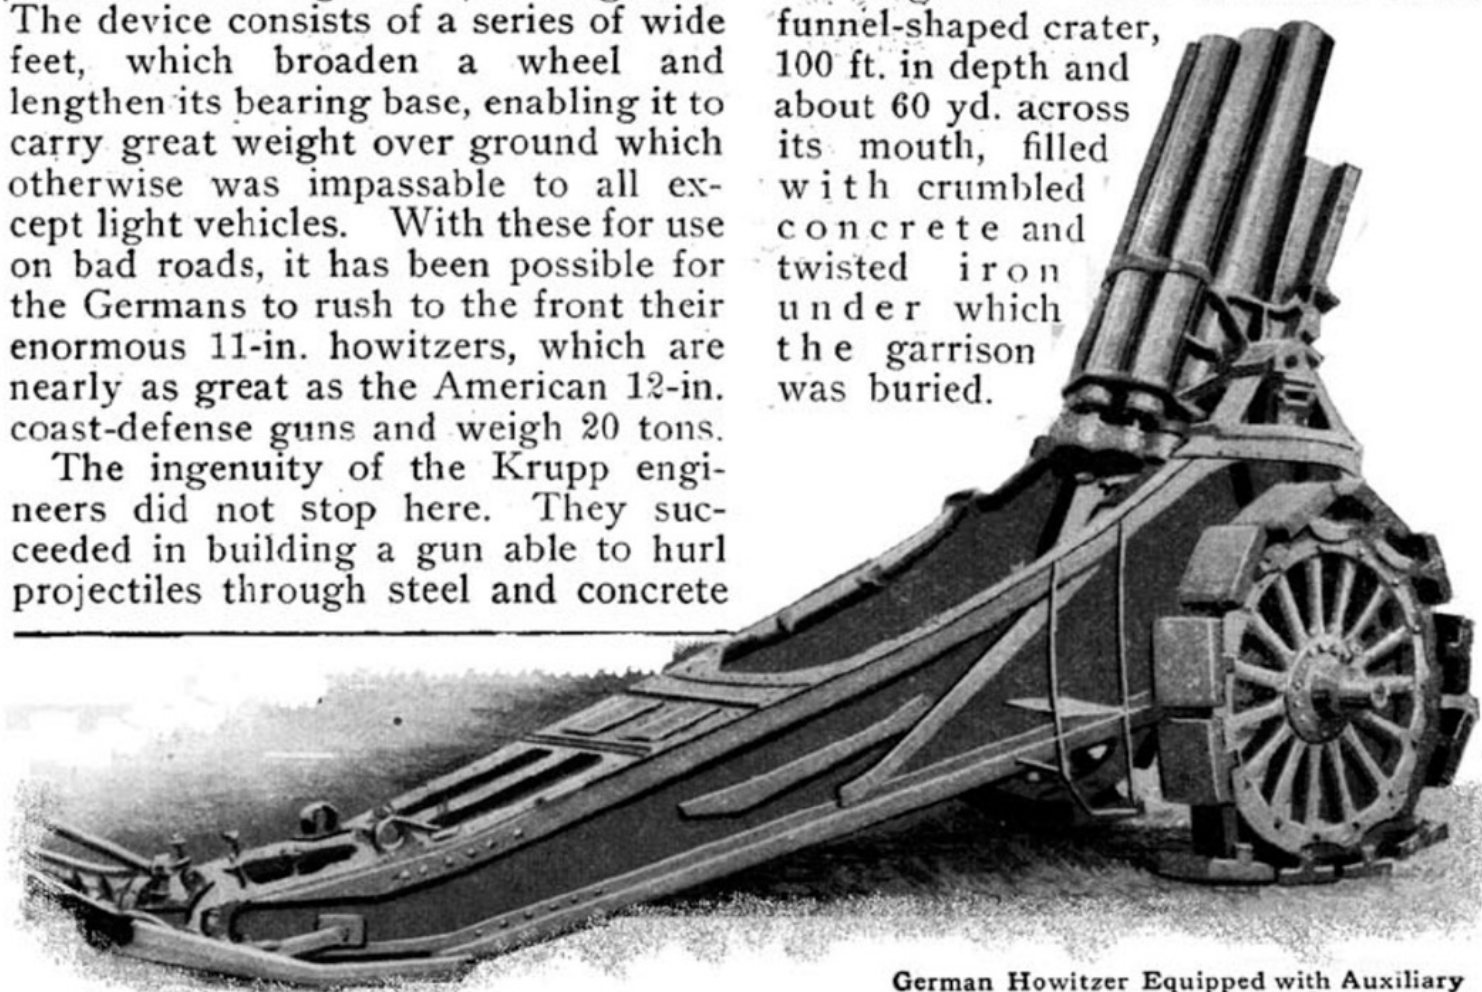 The device consists of a series of wide
feet, which broaden a wheel and
lengthen its bearing base, enabling it to
carry great weight over ground which
otherwise was impassable to all ex-
cept light vehicles. With these for use
on bad roads, it has been possible for
the Germans to rush to the front their
enormous 11-in. howitzers, which are
nearly as great as the American 12-in.
coast-defense guns and weigh 20 tons.
The ingenuity of the Krupp engi-
neers did not stop here. They suc-
ceeded in building a gun able to hurl
projectiles through steel and concrete
funnel-shaped crater,
100 ft. in depth and
about 60 yd. across
its mouth, filled
with crumbled
concrete and
twisted iron
under which
the garrison
was buried.
German Howitzer Equipped with Auxiliary